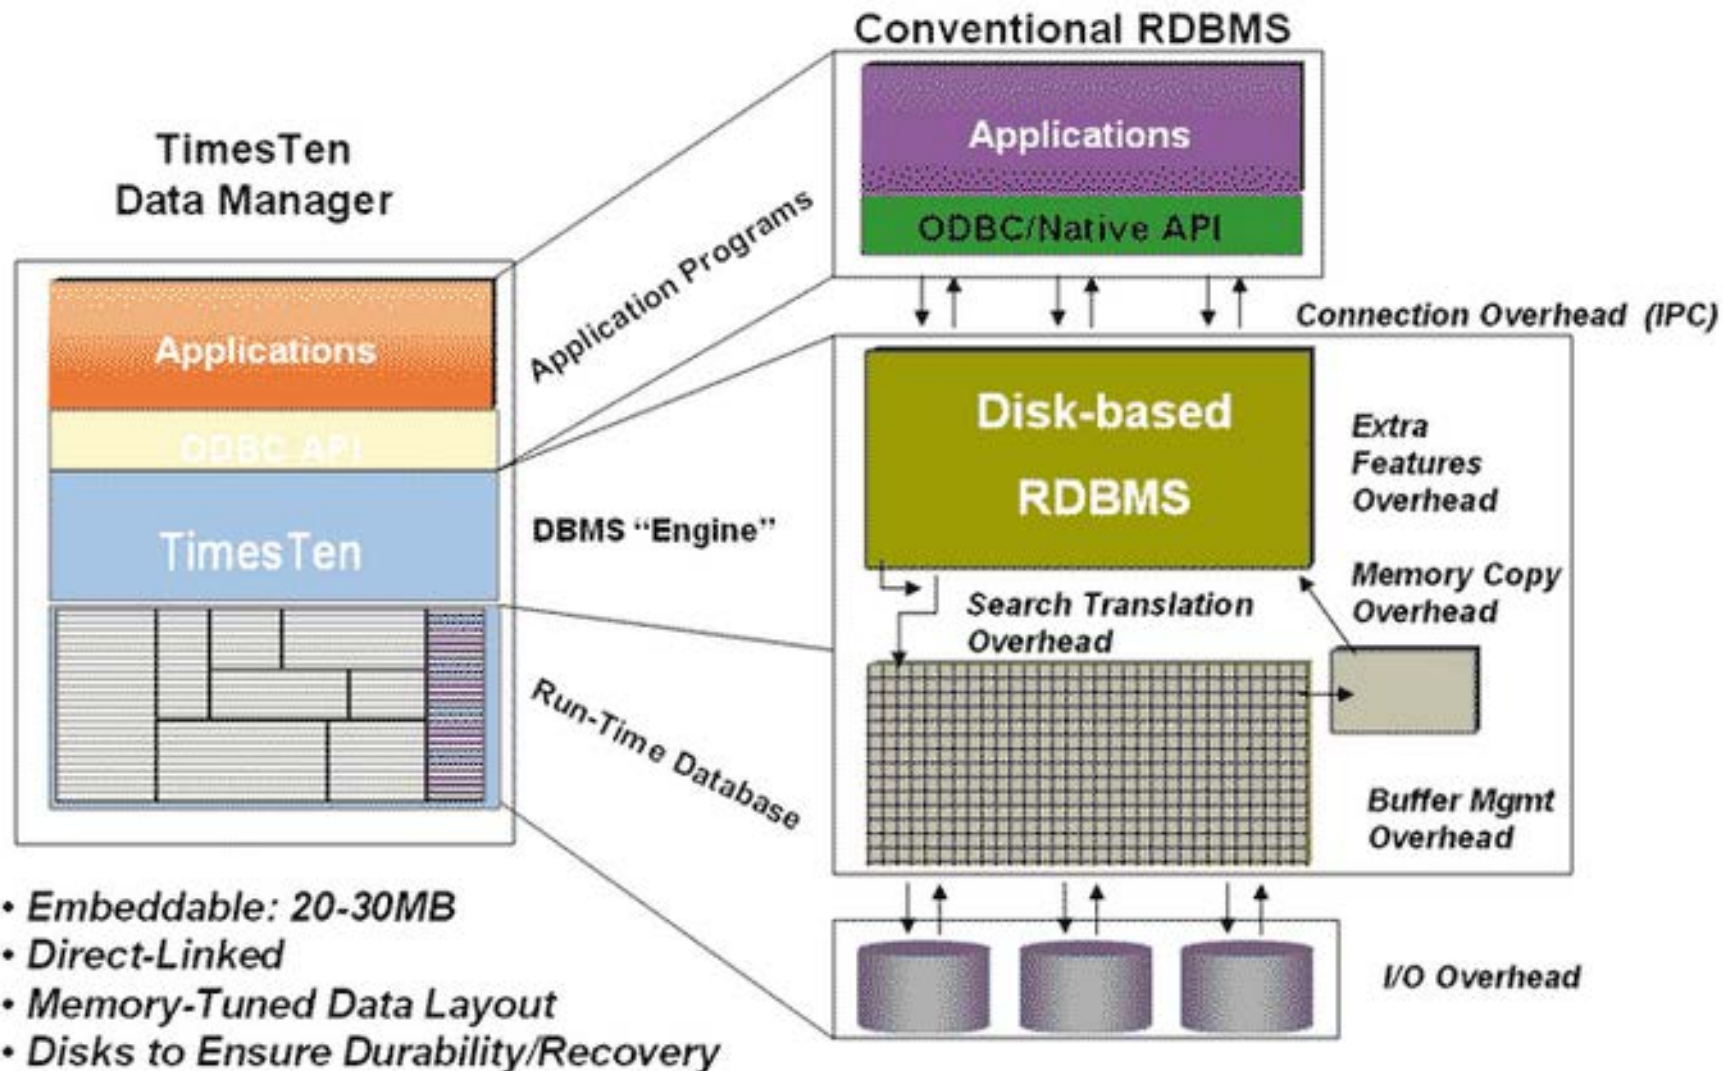 Conventional RDBMS
TimesTen
Data Manager
Applications
ODBC API
TimesTen
Application Programs
DBMS “Engine”
Run-Time Database
Applications
ODBC/Native API
Connection Overhead (IPC)
Disk-based
RDBMS
Extra
Features
Overhead
Memory Copy
Overhead
Search Translation
Overhead
Buffer Mgmt
Overhead
I/O Overhead
• Embeddable: 20-30MB
• Direct-Linked
• Memory-Tuned Data Layout
• Disks to Ensure Durability/Recovery